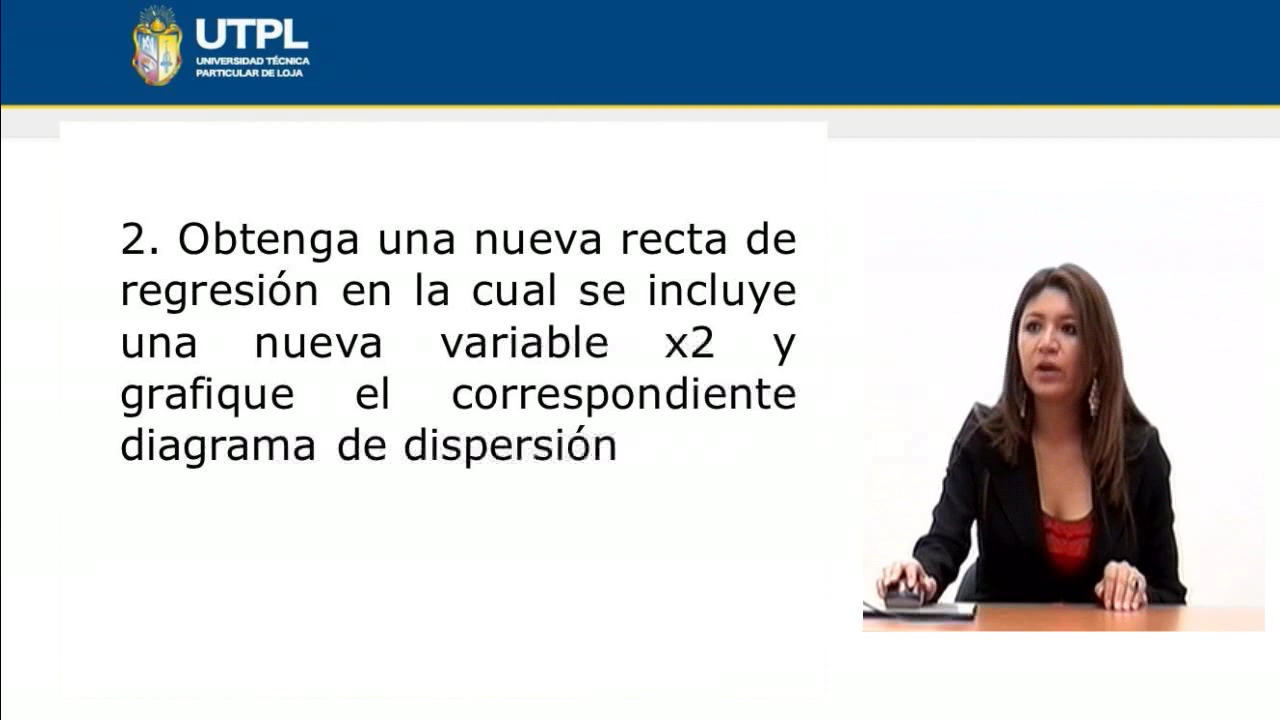 UTPL
UNIVERSIDAD TÉCNICA
PARTICULAR DE LOJA
2. Obtenga una nueva recta de
regresión en la cual se incluye
una nueva variable x2 y
grafique el correspondiente
diagrama de dispersión